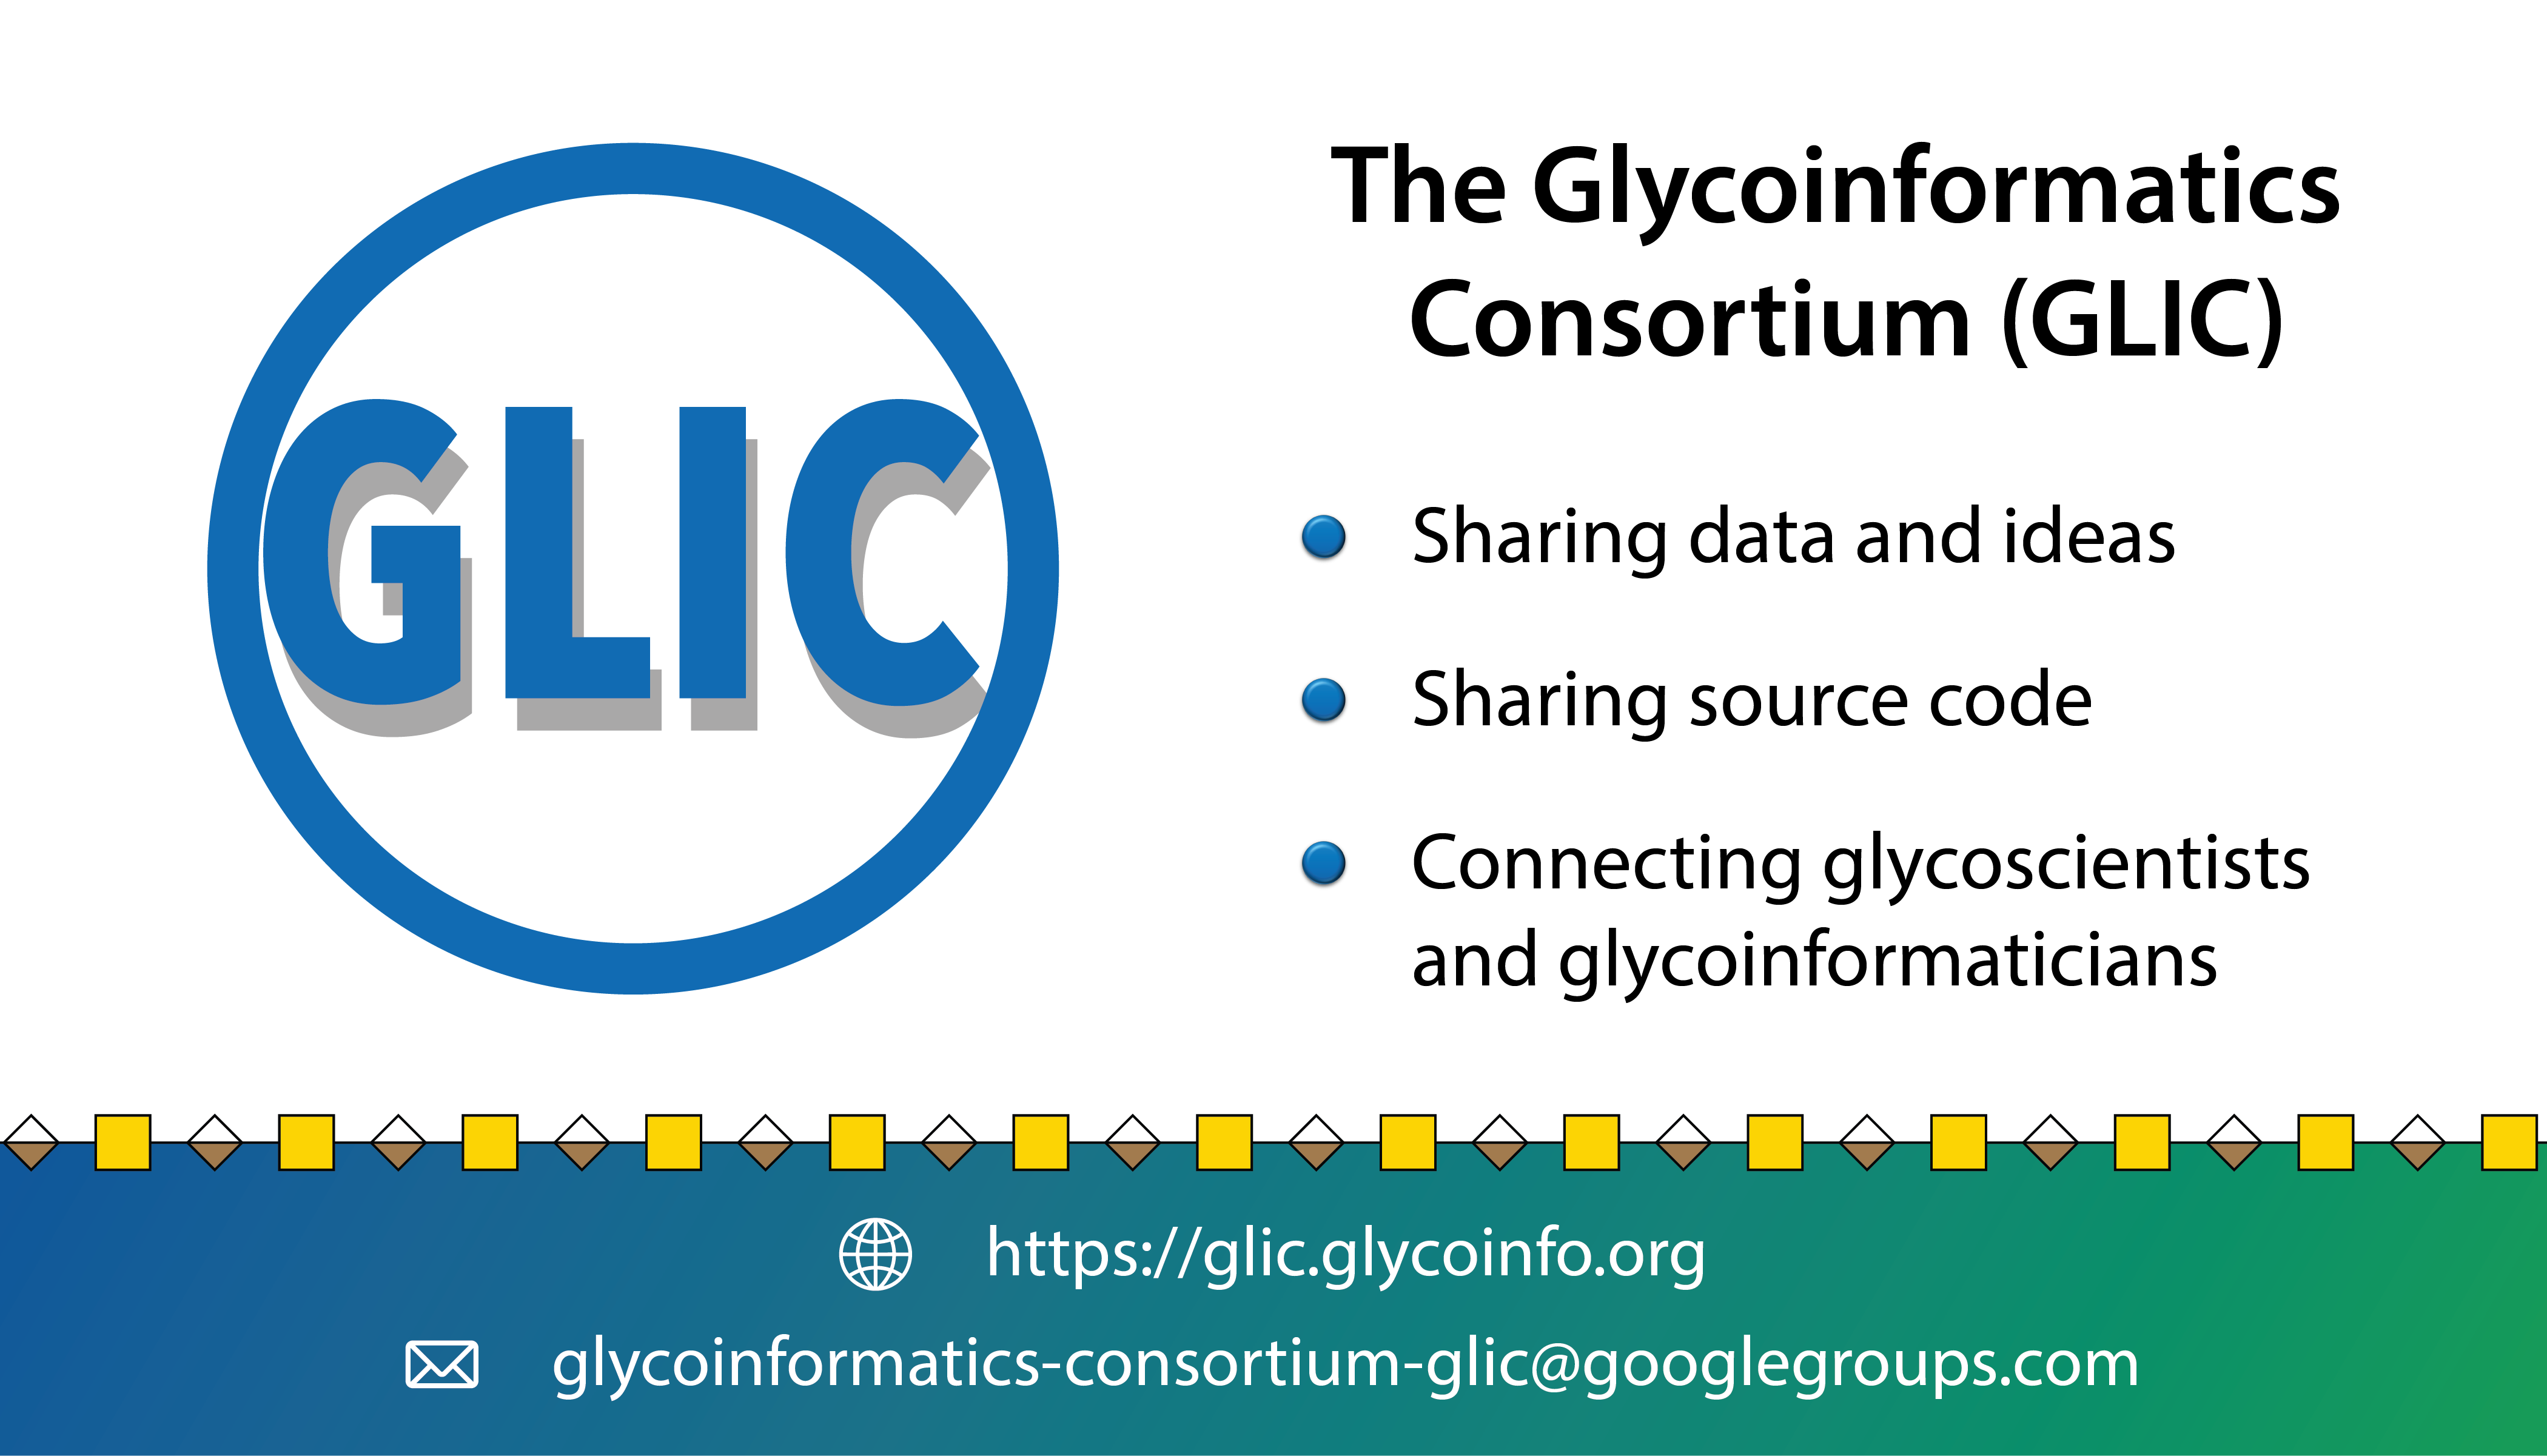 GLIC
The Glycoinformatics
Consortium (GLIC)
Sharing data and ideas
Sharing source code
Connecting glycoscientists
and glycoinformaticians
https://glic.glycoinfo.org
glycoinformatics-consortium-glic@googlegroups.com